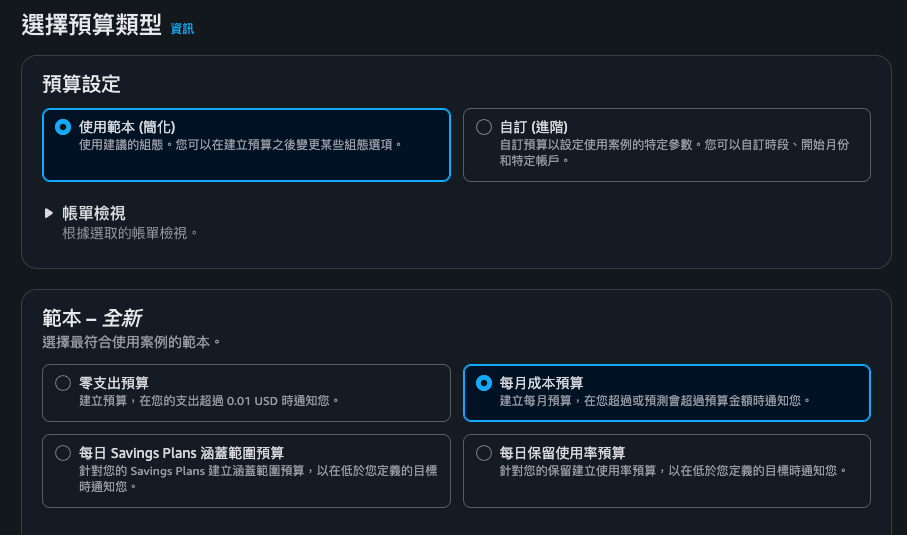 選擇預算類型 資訊
預算設定
使用範本 (簡化)
使用建議的組態。您可以在建立預算之後變更某些組態選項。
自訂 (進階)
自訂預算以設定使用案例的特定參數。您可以自訂時段、開始月份
和特定帳戶。
帳單檢視
根據選取的帳單檢視。
範本 – 全新
選擇最符合使用案例的範本。
零支出預算
建立預算，在您的支出超過 0.01 USD 時通知您。
每月成本預算
建立每月預算，在您超過或預測會超過預算金額時通知您。
每日 Savings Plans 涵蓋範圍預算
針對您的 Savings Plans 建立涵蓋範圍預算，以在低於您定義的目標
時通知您。
每日保留使用率預算
針對您的保留建立使用率預算，以在低於您定義的目標時通知您。